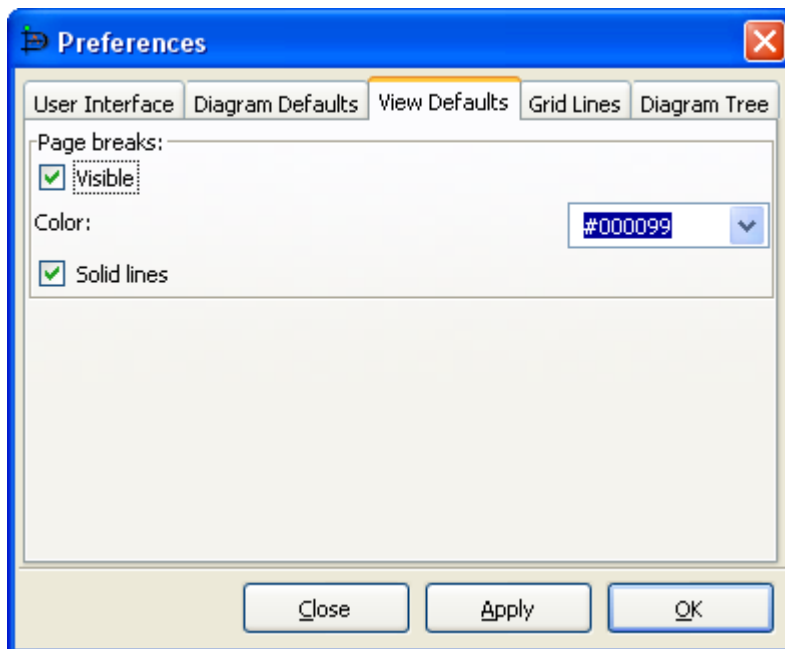 Preferences
User Interface Diagram Defaults View Defaults Grid Lines Diagram Tree
Page breaks:
Visible
Color: #000099
Solid lines
Close Apply OK